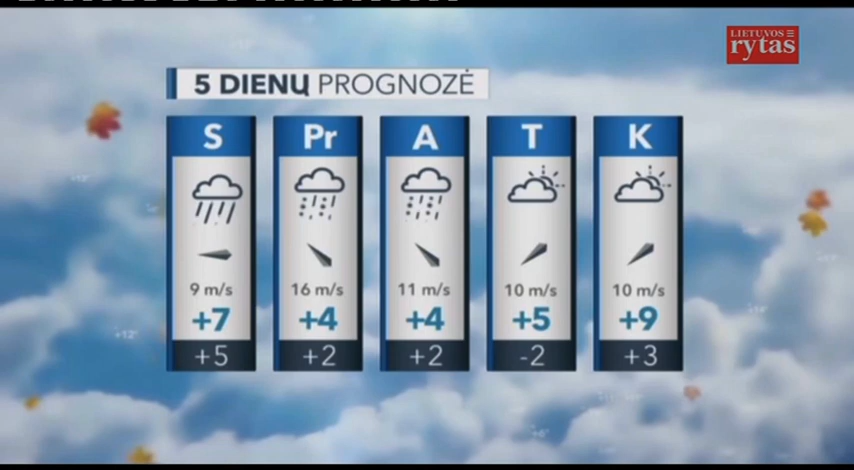 LIETUVOS
rytas
5 DIENŲ PROGNOZĖ
S Pr A T K
9 m/s 16 m/s 11 m/s 10 m/s 10 m/s
+7 +4 +4 +5 +9
+5 +2 +2 -2 +3
+12°